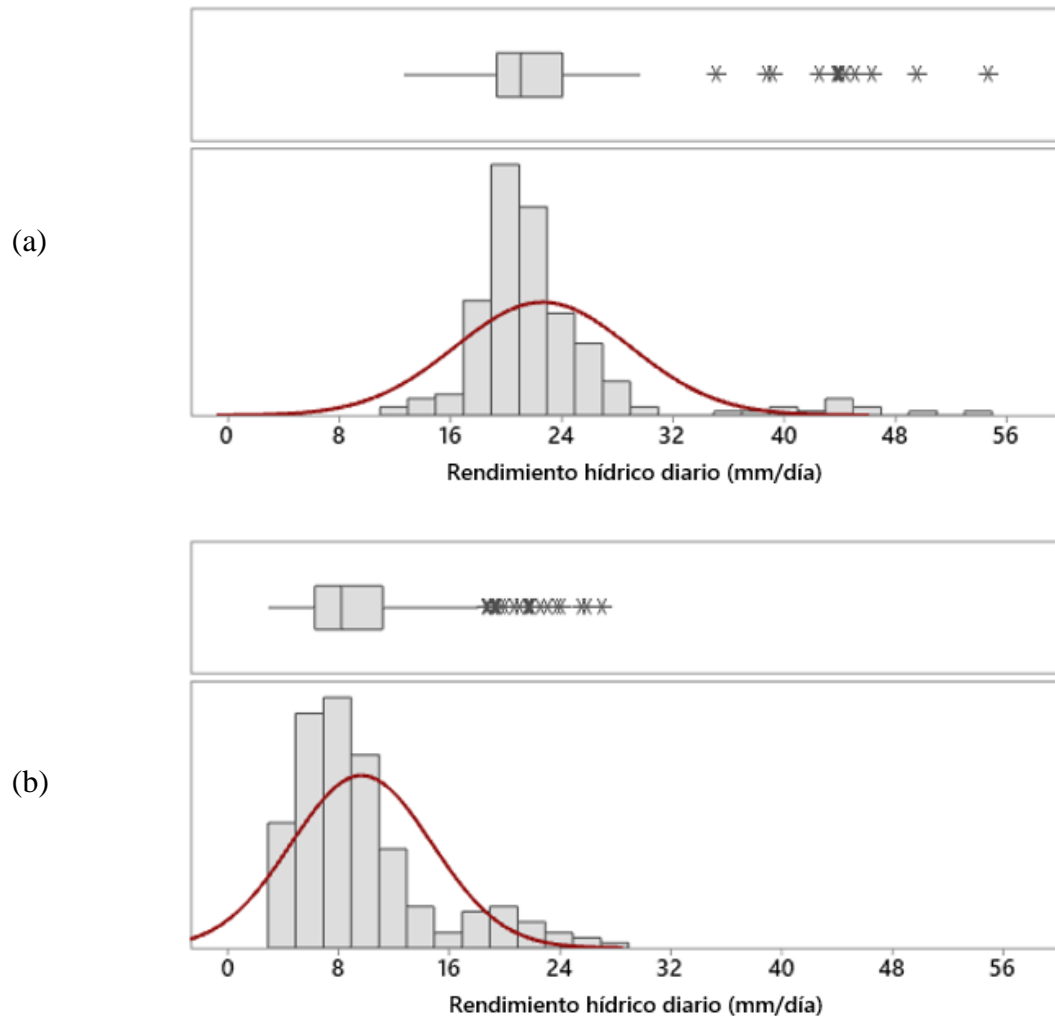 (a)
0 8 16 24 32 40 48 56
Rendimiento hídrico diario (mm/día)
(b)
0 8 16 24 32 40 48 56
Rendimiento hídrico diario (mm/día)